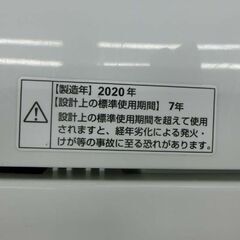 【製造年】2020年
【設計上の標準使用期間】7年
設計上の標準使用期間を超えて使用
されますと、経年劣化による発火・
けが等の事故に至る恐れがあります。